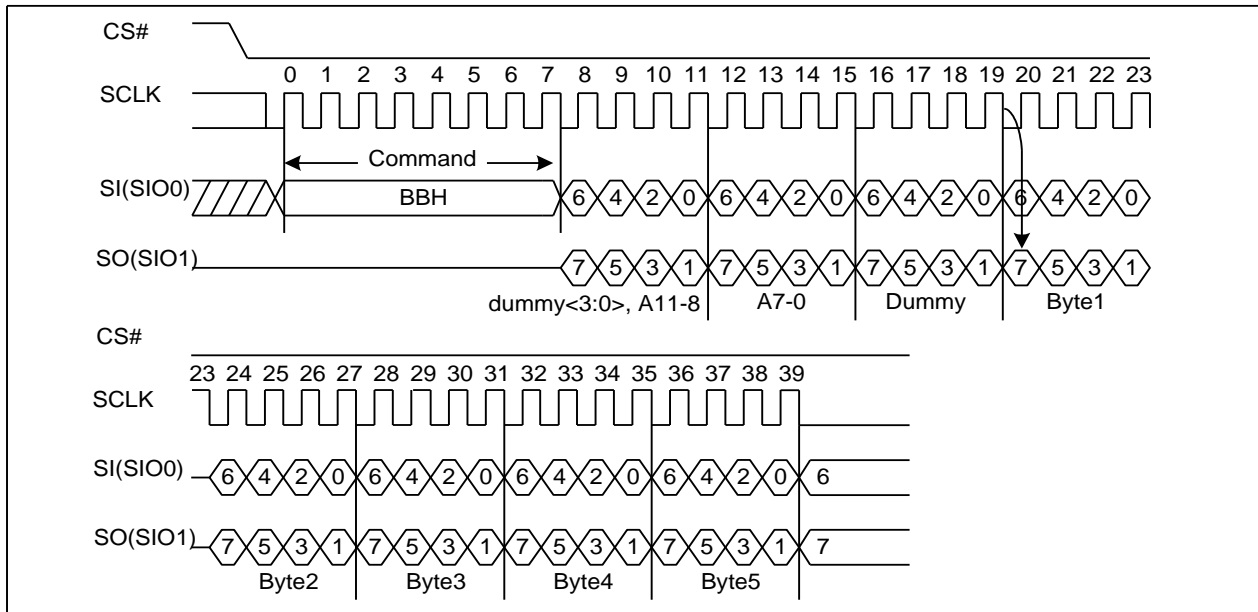 CS#
0 1 2 3 4 5 6 7 8 9 10 11 12 13 14 15 16 17 18 19 20 21 22 23
SCLK
Command
SI(SIO0) BBH 6 4 2 0 6 4 2 0 6 4 2 0 6 4 2 0
SO(SIO1) 7 5 3 1 7 5 3 1 7 5 3 1 7 5 3 1
dummy<3:0>, A11-8 A7-0 Dummy Byte1
CS#
23 24 25 26 27 28 29 30 31 32 33 34 35 36 37 38 39
SCLK
SI(SIO0) 6 4 2 0 6 4 2 0 6 4 2 0 6 4 2 0 6
SO(SIO1) 7 5 3 1 7 5 3 1 7 5 3 1 7 5 3 1 7
Byte2 Byte3 Byte4 Byte5